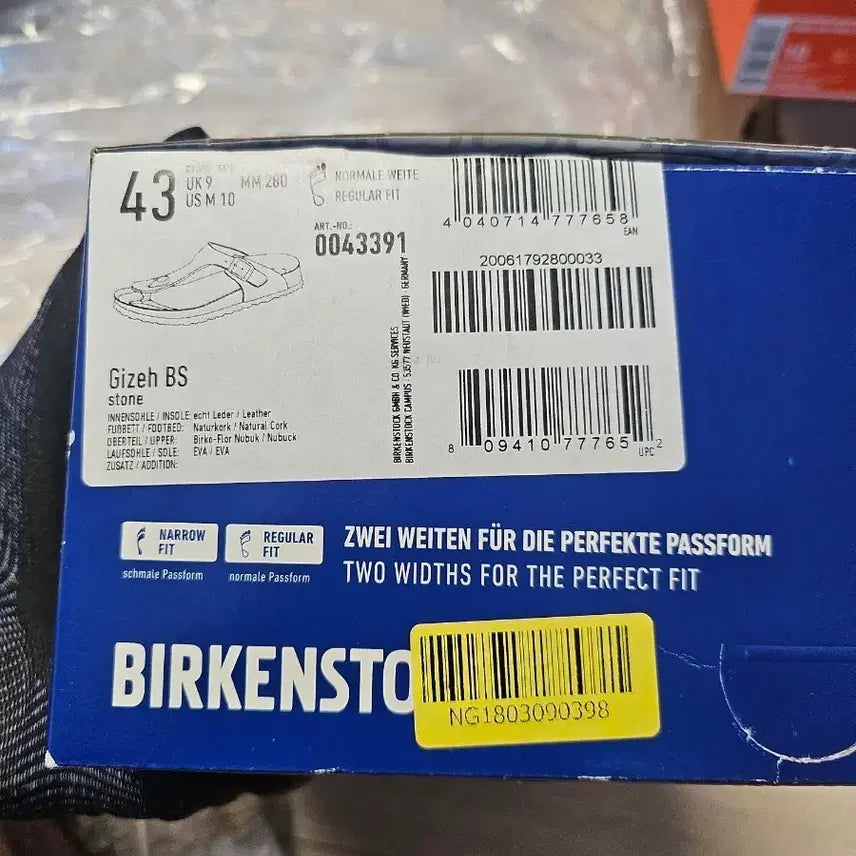 43
UK 9
US M 10
MM 280
NORMALE WEITE
REGULAR FIT
ART.-NO.:
0043391
4 040714 777658
EAN
20061792800033
8 09410 77765 2
UPC
BIRKENSTOCK GMBH & CO. KG SERVICES
BIRKENSTOCK CAMPUS · 53577 NEUSTADT (WIED) · GERMANY
Gizeh BS
stone
INNENSOHLE / INSOLE: echt Leder / Leather
FUßBETT / FOOTBED: Naturkork / Natural Cork
OBERTEIL / UPPER: Birko-Flor Nubuk / Nubuck
LAUFSOHLE / SOLE: EVA / EVA
ZUSATZ / ADDITION:
NARROW FIT
schmale Passform
REGULAR FIT
normale Passform
ZWEI WEITEN FÜR DIE PERFEKTE PASSFORM
TWO WIDTHS FOR THE PERFECT FIT
BIRKENSTO
NG1803090398